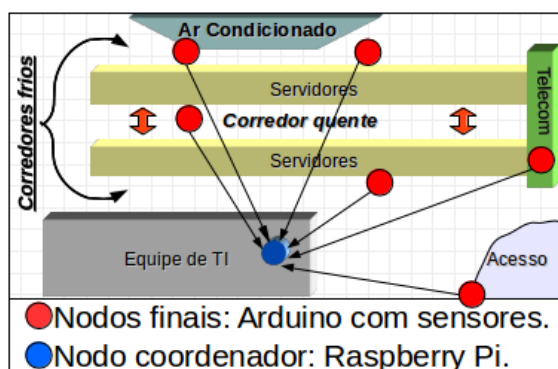 Ar Condicionado
Corredores frios
Servidores
Telecom
Corredor quente
Servidores
Equipe de TI
Acesso
Nodos finais: Arduino com sensores.
Nodo coordenador: Raspberry Pi.